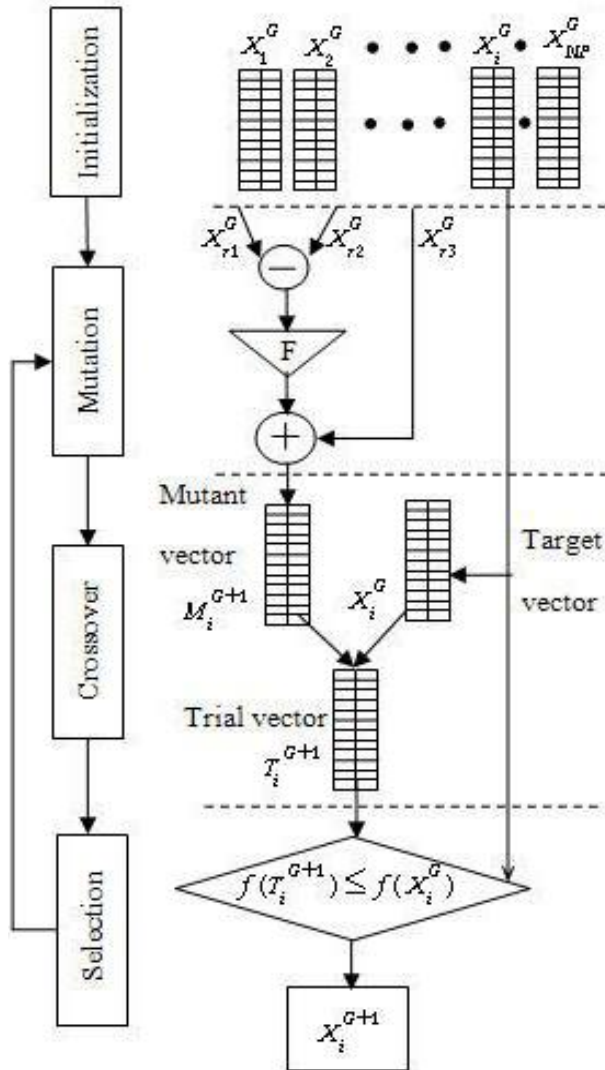 Initialization
Mutation
Crossover
Selection
X_1^G X_2^G X_i^G X_NP^G
X_r1^G X_r2^G X_r3^G
−
F
+
Mutant
vector
M_i^G+1
X_i^G
Target
vector
Trial vector
T_i^G+1
f(T_i^G+1) ≤ f(X_i^G)
X_i^G+1